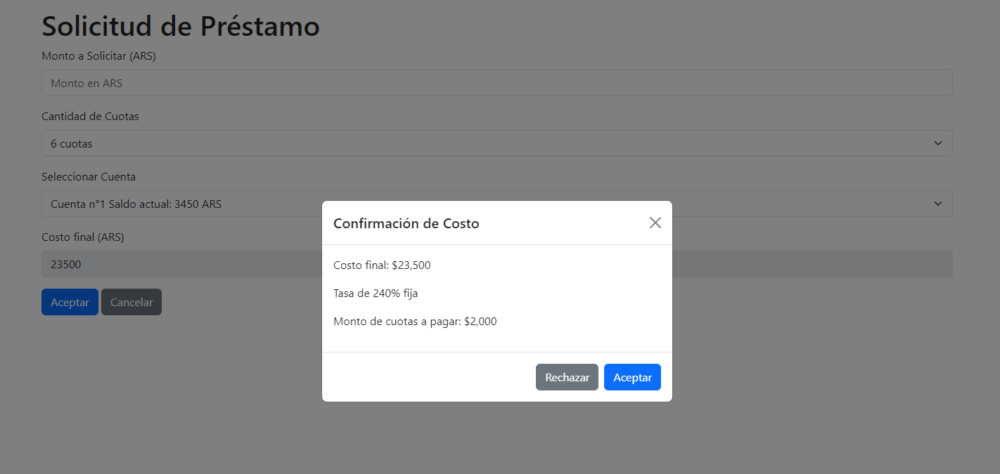 Solicitud de Préstamo
Monto a Solicitar (ARS)
Monto en ARS
Cantidad de Cuotas
6 cuotas
Seleccionar Cuenta
Cuenta n°1 Saldo actual: 3450 ARS
Costo final (ARS)
23500
Aceptar Cancelar
Confirmación de Costo
Costo final: $23,500
Tasa de 240% fija
Monto de cuotas a pagar: $2,000
Rechazar Aceptar